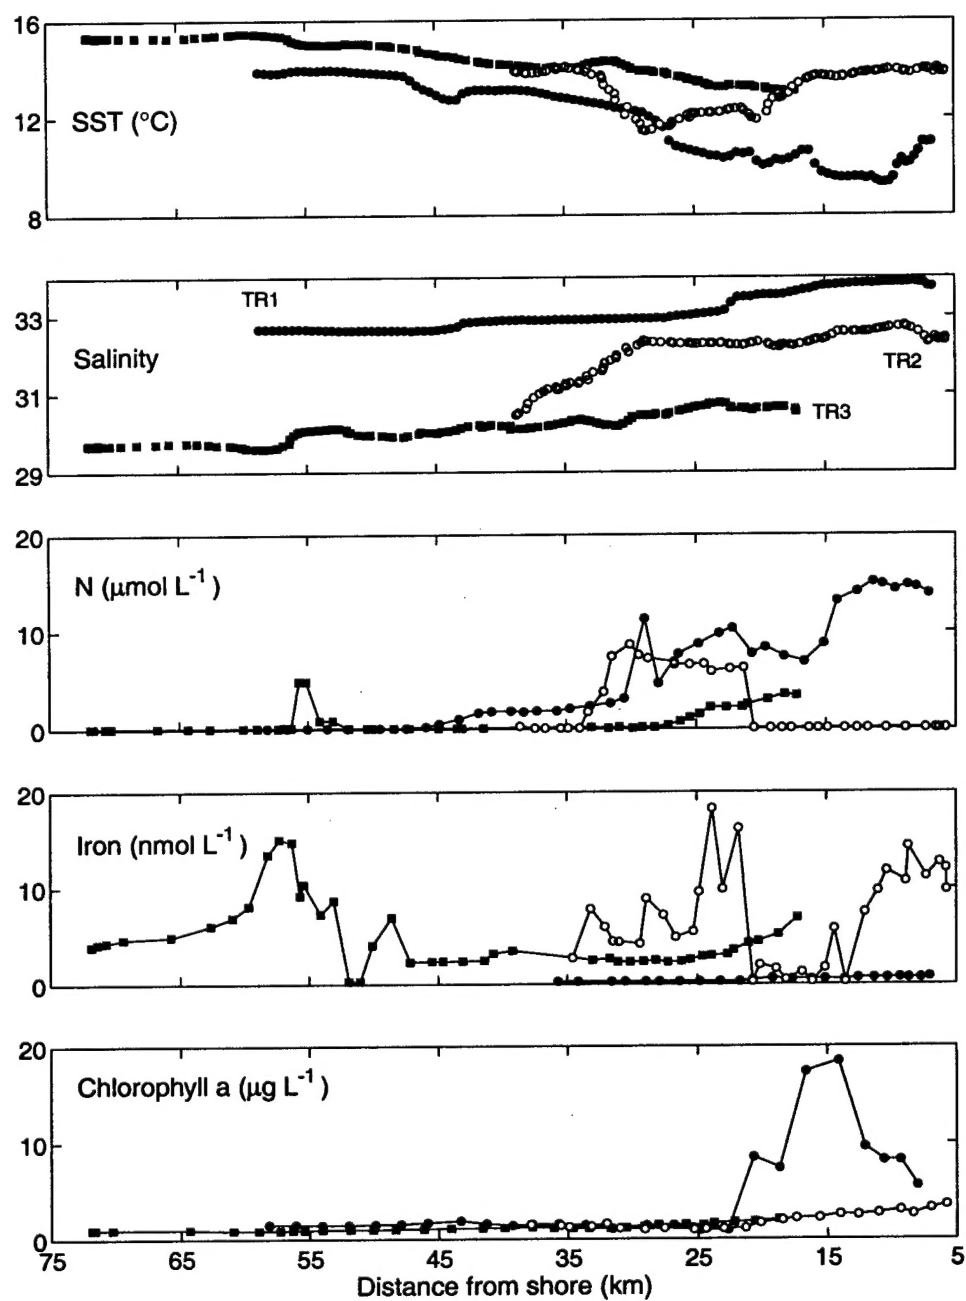 16
12
8
SST (°C)
TR1
33
31
29
Salinity
TR2
TR3
20
10
0
N (μmol L⁻¹ )
20
10
0
Iron (nmol L⁻¹ )
20
10
0
Chlorophyll a (μg L⁻¹ )
75 65 55 45 35 25 15 5
Distance from shore (km)